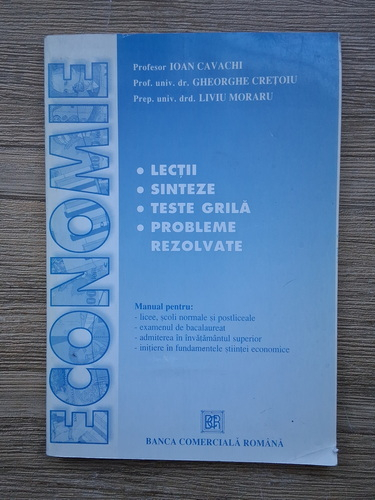 ECONOMIE
Profesor IOAN CAVACHI
Prof. univ. dr. GHEORGHE CREȚOIU
Prep. univ. drd. LIVIU MORARU
• LECȚII
• SINTEZE
• TESTE GRILĂ
• PROBLEME
REZOLVATE
Manual pentru:
- licee, școli normale și postliceale
- examenul de bacalaureat
- admiterea în învățământul superior
- inițiere în fundamentele științei economice
BANCA COMERCIALĂ ROMÂNĂ